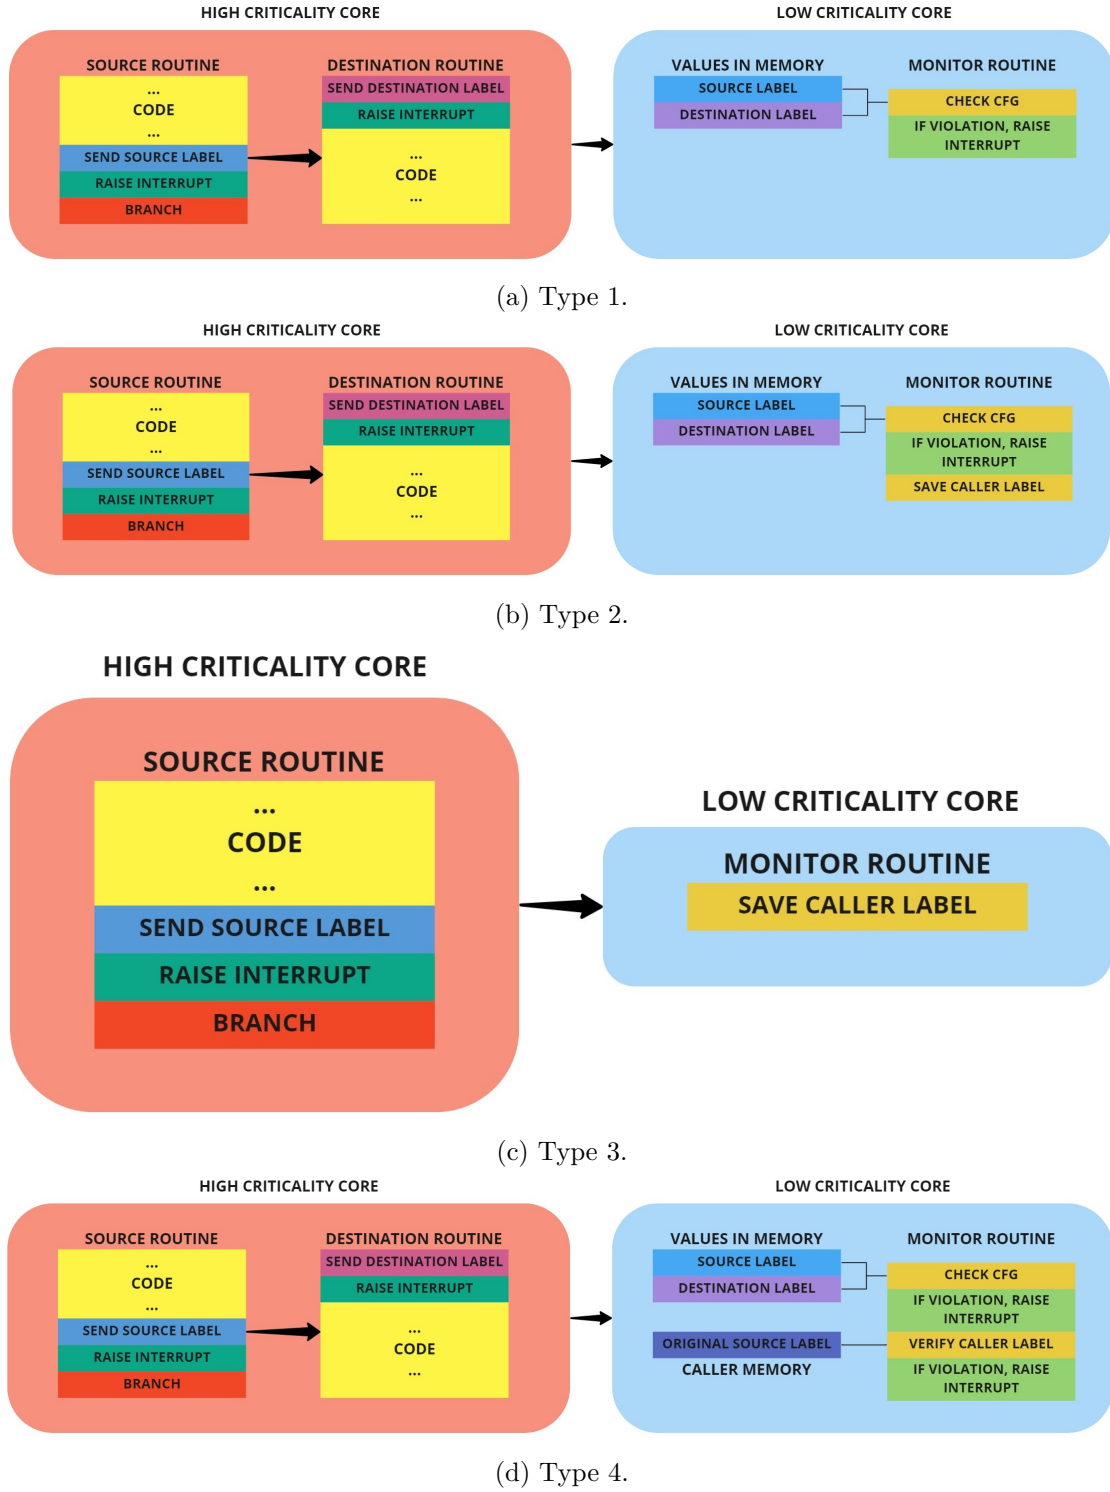 HIGH CRITICALITY CORE
LOW CRITICALITY CORE
SOURCE ROUTINE
...
CODE
...
SEND SOURCE LABEL
RAISE INTERRUPT
BRANCH
DESTINATION ROUTINE
SEND DESTINATION LABEL
RAISE INTERRUPT
...
CODE
...
VALUES IN MEMORY
SOURCE LABEL
DESTINATION LABEL
MONITOR ROUTINE
CHECK CFG
IF VIOLATION, RAISE
INTERRUPT
(a) Type 1.
HIGH CRITICALITY CORE
LOW CRITICALITY CORE
SOURCE ROUTINE
...
CODE
...
SEND SOURCE LABEL
RAISE INTERRUPT
BRANCH
DESTINATION ROUTINE
SEND DESTINATION LABEL
RAISE INTERRUPT
...
CODE
...
VALUES IN MEMORY
SOURCE LABEL
DESTINATION LABEL
MONITOR ROUTINE
CHECK CFG
IF VIOLATION, RAISE
INTERRUPT
SAVE CALLER LABEL
(b) Type 2.
HIGH CRITICALITY CORE
SOURCE ROUTINE
...
CODE
...
SEND SOURCE LABEL
RAISE INTERRUPT
BRANCH
LOW CRITICALITY CORE
MONITOR ROUTINE
SAVE CALLER LABEL
(c) Type 3.
HIGH CRITICALITY CORE
LOW CRITICALITY CORE
SOURCE ROUTINE
...
CODE
...
SEND SOURCE LABEL
RAISE INTERRUPT
BRANCH
DESTINATION ROUTINE
SEND DESTINATION LABEL
RAISE INTERRUPT
...
CODE
...
VALUES IN MEMORY
SOURCE LABEL
DESTINATION LABEL
ORIGINAL SOURCE LABEL
CALLER MEMORY
MONITOR ROUTINE
CHECK CFG
IF VIOLATION, RAISE
INTERRUPT
VERIFY CALLER LABEL
IF VIOLATION, RAISE
INTERRUPT
(d) Type 4.